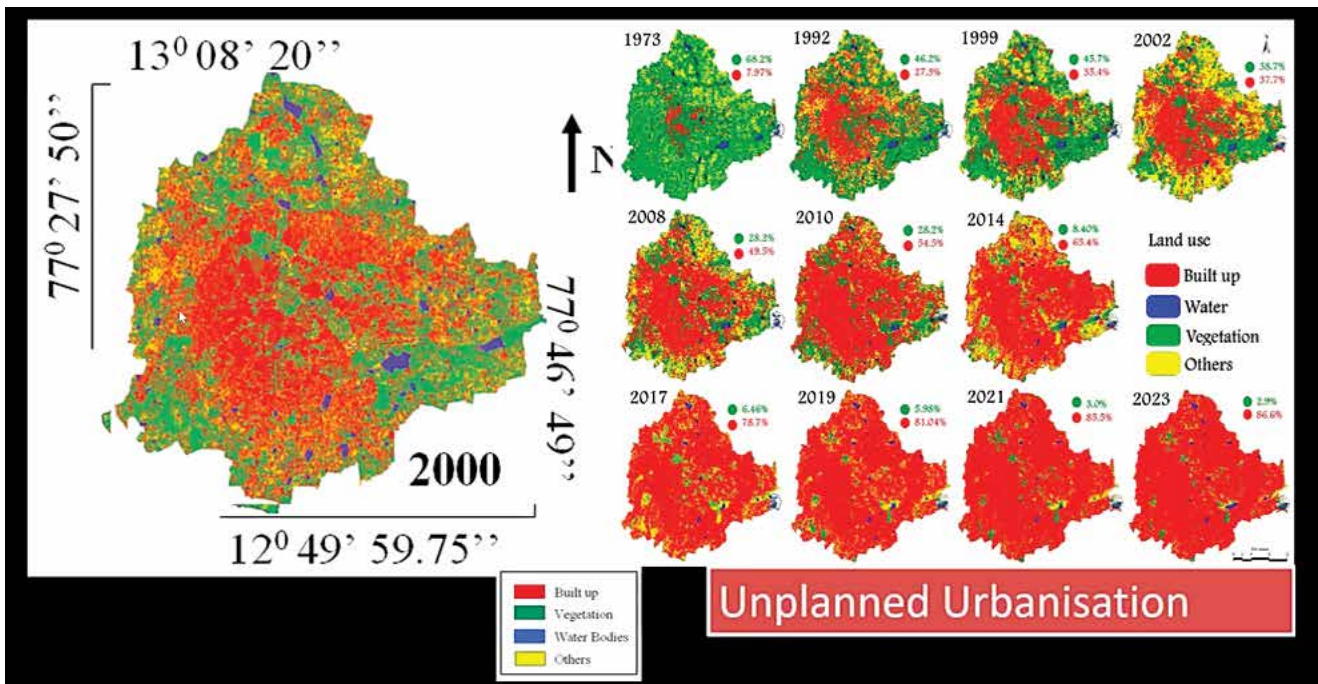 13⁰ 08' 20''
77⁰ 27' 50''
N
77⁰ 46' 49''
2000
12⁰ 49' 59.75''
1973
68.2%
7.97%
1992
46.2%
27.3%
1999
45.7%
35.4%
2002
38.7%
37.7%
2008
28.2%
49.5%
2010
28.2%
54.5%
2014
8.40%
65.4%
Land use
Built up
Water
Vegetation
Others
2017
6.46%
78.7%
2019
5.98%
81.04%
2021
3.0%
85.5%
2023
2.9%
86.6%
Built up
Vegetation
Water Bodies
Others
Unplanned Urbanisation